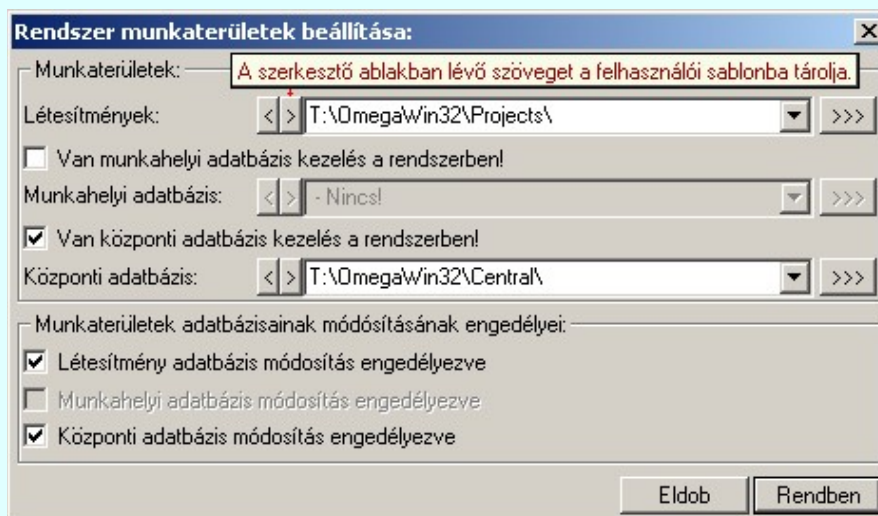 Rendszer munkaterületek beállítása:
Munkaterületek:
A szerkesztő ablakban lévő szöveget a felhasználói sablonba tárolja.
Létesítmények: < > T:\OmegaWin32\Projects\ >>>
Van munkahelyi adatbázis kezelés a rendszerben!
Munkahelyi adatbázis: < > - Nincs! >>>
Van központi adatbázis kezelés a rendszerben!
Központi adatbázis: < > T:\OmegaWin32\Central\ >>>
Munkaterületek adatbázisainak módósításának engedélyei:
Létesítmény adatbázis módosítás engedélyezve
Munkahelyi adatbázis módosítás engedélyezve
Központi adatbázis módosítás engedélyezve
Eldob Rendben